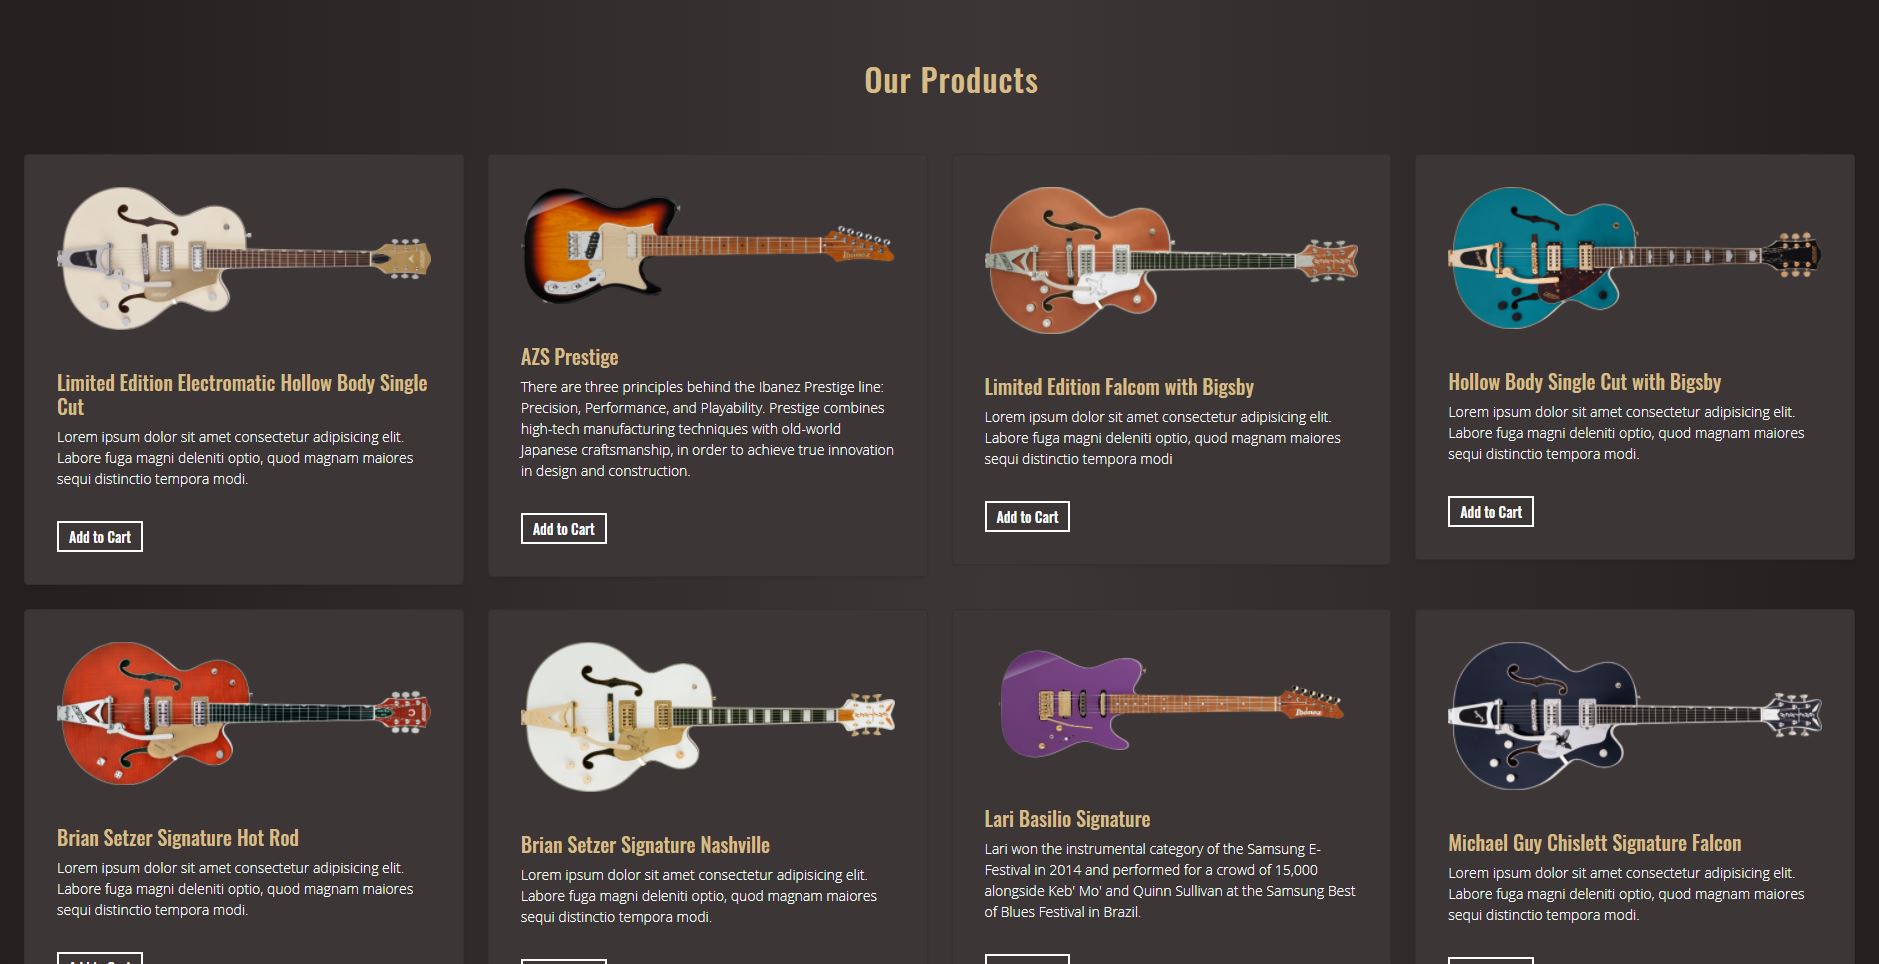 Our Products
Limited Edition Electromatic Hollow Body Single
Cut
Lorem ipsum dolor sit amet consectetur adipisicing elit.
Labore fuga magni deleniti optio, quod magnam maiores
sequi distinctio tempora modi.
Add to Cart
AZS Prestige
There are three principles behind the Ibanez Prestige line:
Precision, Performance, and Playability. Prestige combines
high-tech manufacturing techniques with old-world
Japanese craftsmanship, in order to achieve true innovation
in design and construction.
Add to Cart
Limited Edition Falcom with Bigsby
Lorem ipsum dolor sit amet consectetur adipisicing elit.
Labore fuga magni deleniti optio, quod magnam maiores
sequi distinctio tempora modi
Add to Cart
Hollow Body Single Cut with Bigsby
Lorem ipsum dolor sit amet consectetur adipisicing elit.
Labore fuga magni deleniti optio, quod magnam maiores
sequi distinctio tempora modi.
Add to Cart
Brian Setzer Signature Hot Rod
Lorem ipsum dolor sit amet consectetur adipisicing elit.
Labore fuga magni deleniti optio, quod magnam maiores
sequi distinctio tempora modi.
Brian Setzer Signature Nashville
Lorem ipsum dolor sit amet consectetur adipisicing elit.
Labore fuga magni deleniti optio, quod magnam maiores
sequi distinctio tempora modi.
Ibanez
Lari Basilio Signature
Lari won the instrumental category of the Samsung E-
Festival in 2014 and performed for a crowd of 15,000
alongside Keb' Mo' and Quinn Sullivan at the Samsung Best
of Blues Festival in Brazil.
Michael Guy Chislett Signature Falcon
Lorem ipsum dolor sit amet consectetur adipisicing elit.
Labore fuga magni deleniti optio, quod magnam maiores
sequi distinctio tempora modi.